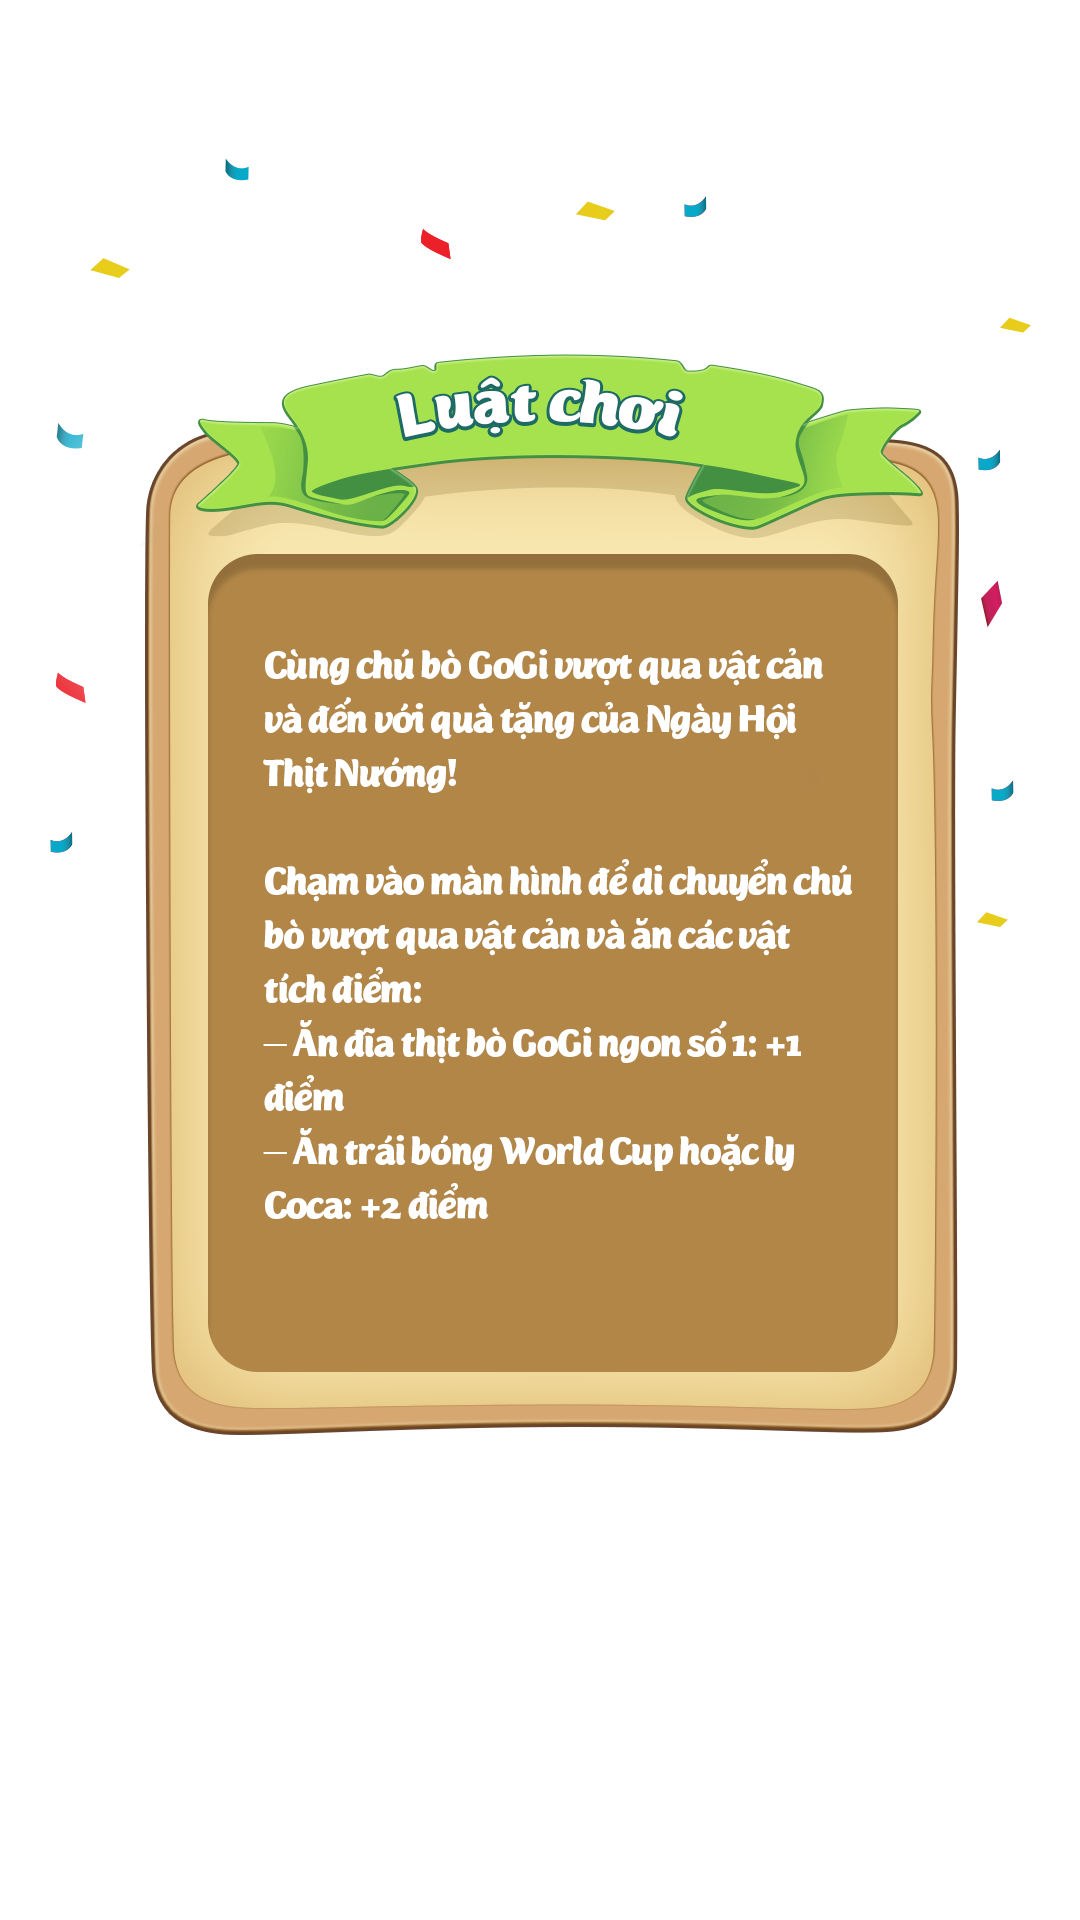 Luật chơi
Cùng chú bò GoGi vượt qua vật cản
và đến với quà tặng của Ngày Hội
Thịt Nướng!
Chạm vào màn hình để di chuyển chú
bò vượt qua vật cản và ăn các vật
tích điểm:
— Ăn đĩa thịt bò GoGi ngon số 1: +1
điểm
— Ăn trái bóng World Cup hoặc ly
Coca: +2 điểm